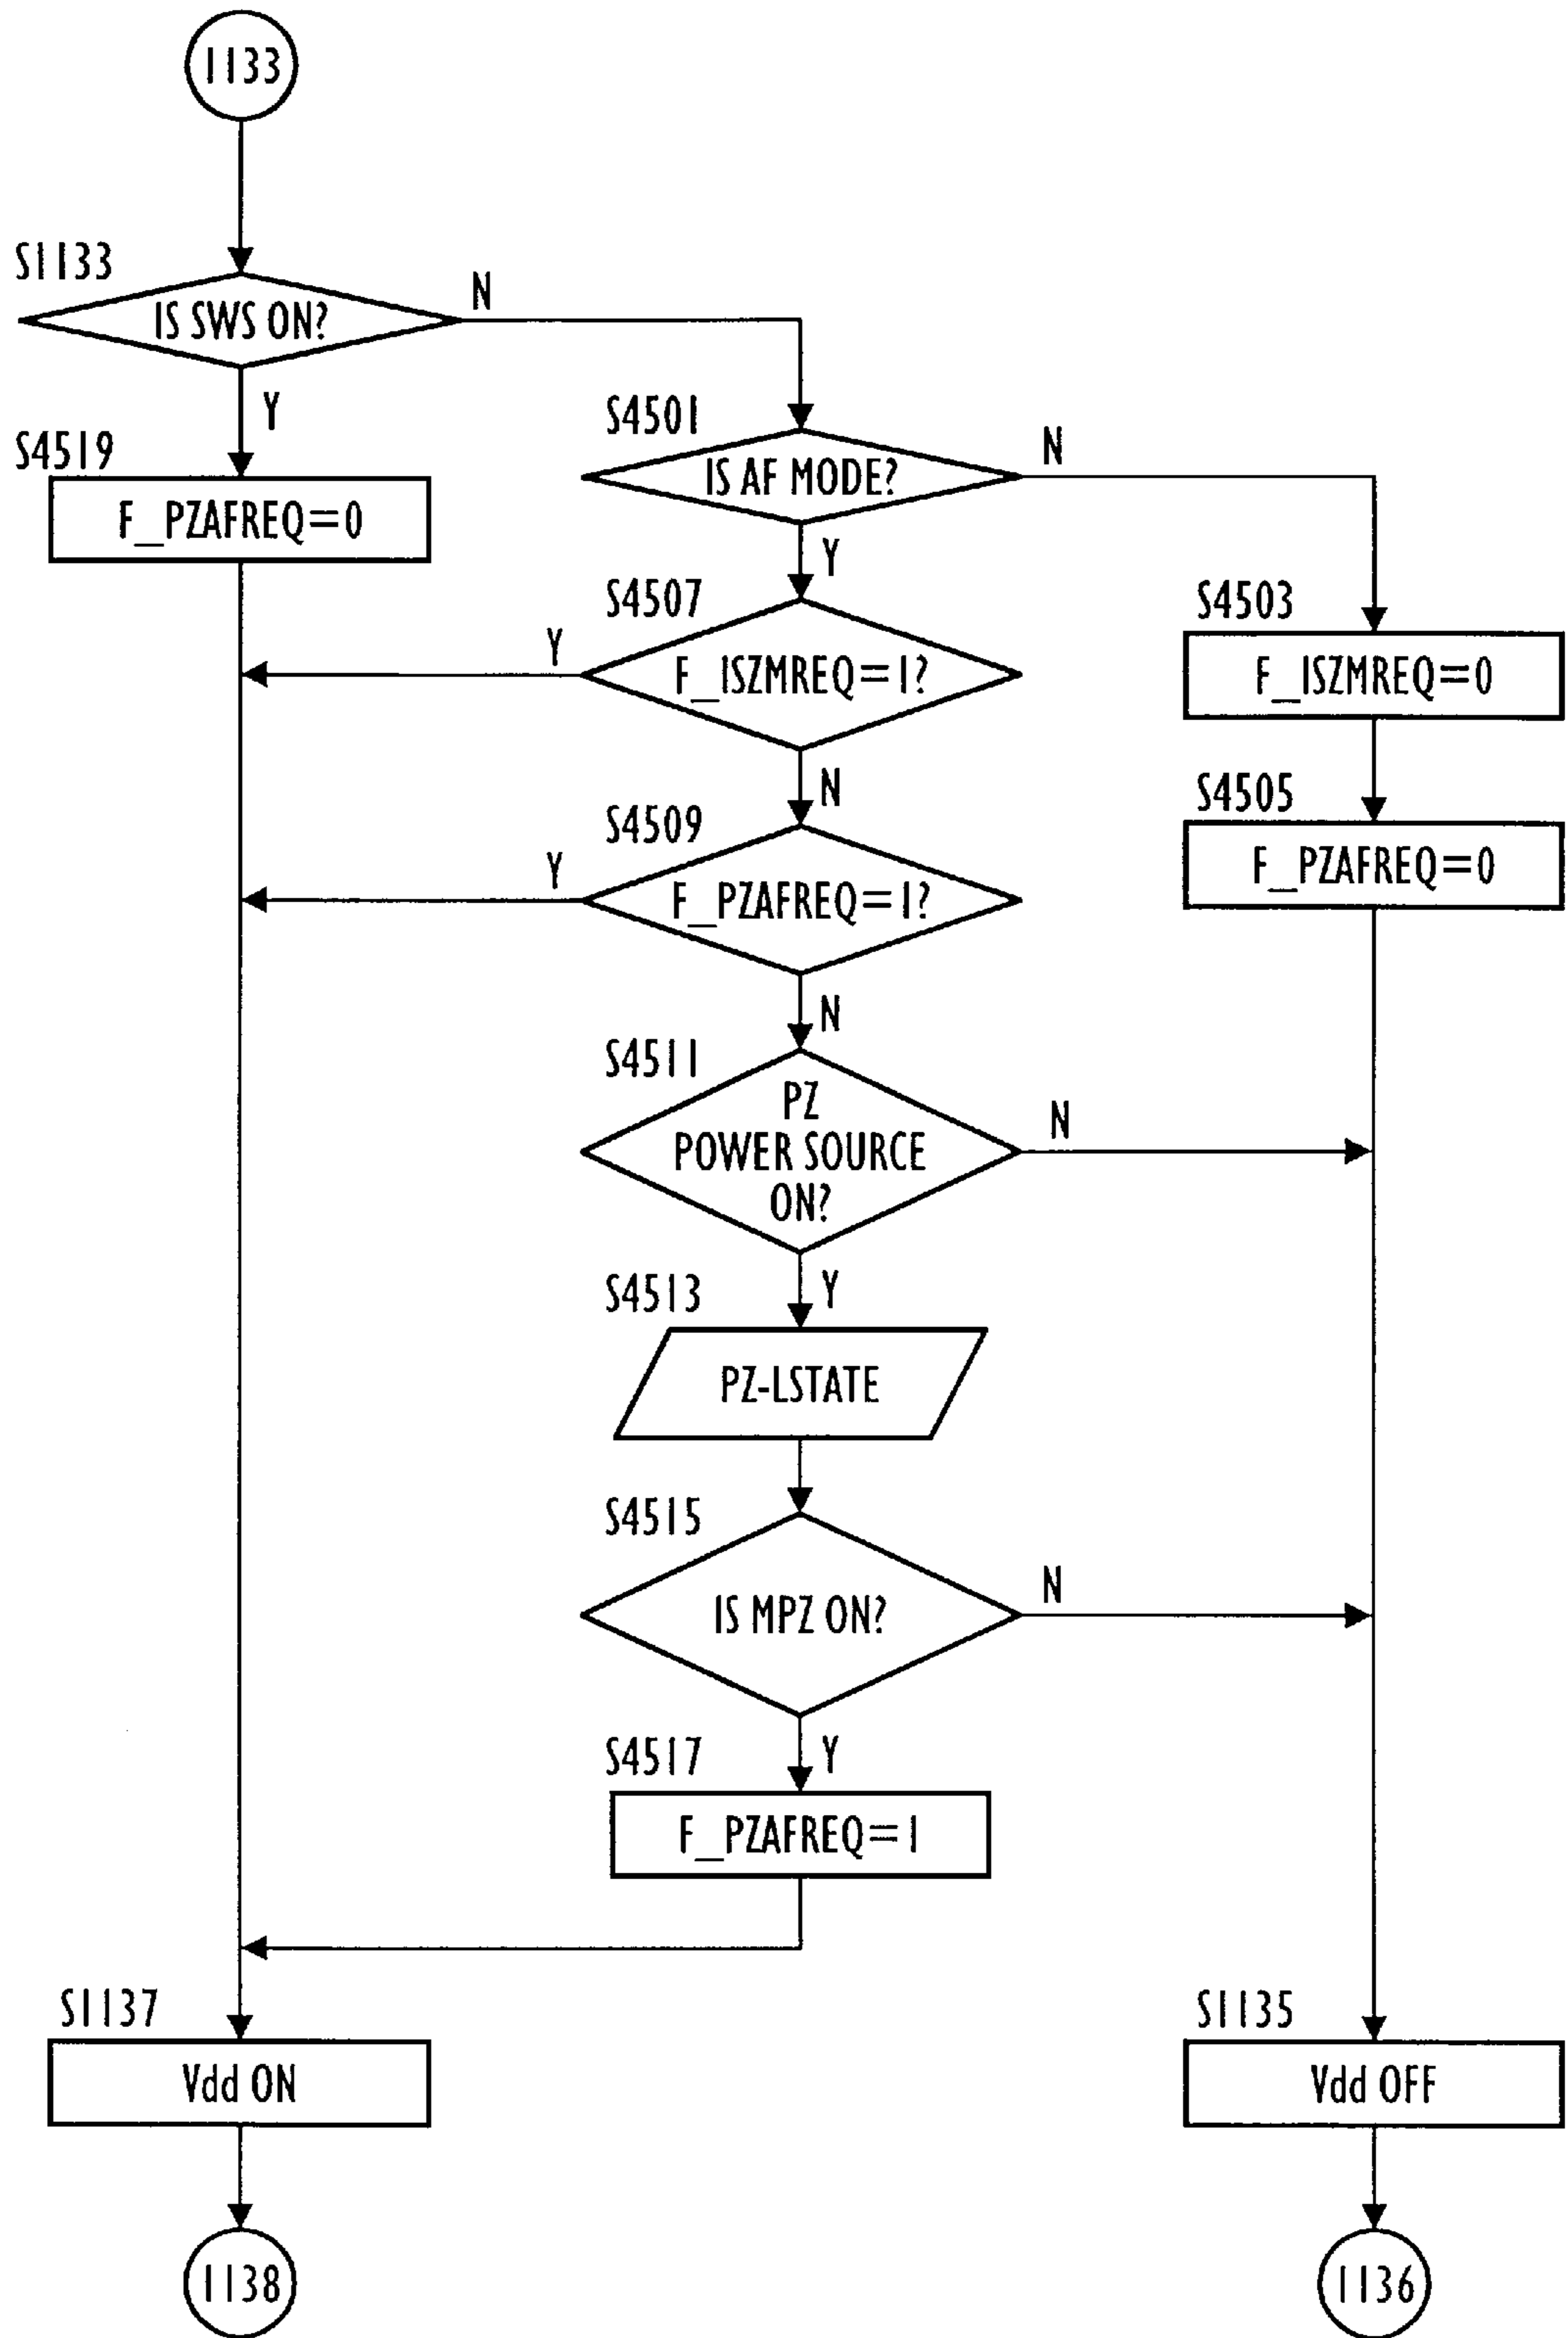 1133
S1133
IS SWS ON?
N
Y
S4519
F_PZAFREQ=0
S4501
IS AF MODE?
N
Y
S4507
F_ISZMREQ=1?
Y
N
S4503
F_ISZMREQ=0
S4505
F_PZAFREQ=0
S4509
F_PZAFREQ=1?
Y
N
S4511
PZ
POWER SOURCE
ON?
N
Y
S4513
PZ-LSTATE
S4515
IS MPZ ON?
N
Y
S4517
F_PZAFREQ=1
S1137
Vdd ON
S1135
Vdd OFF
1138
1136